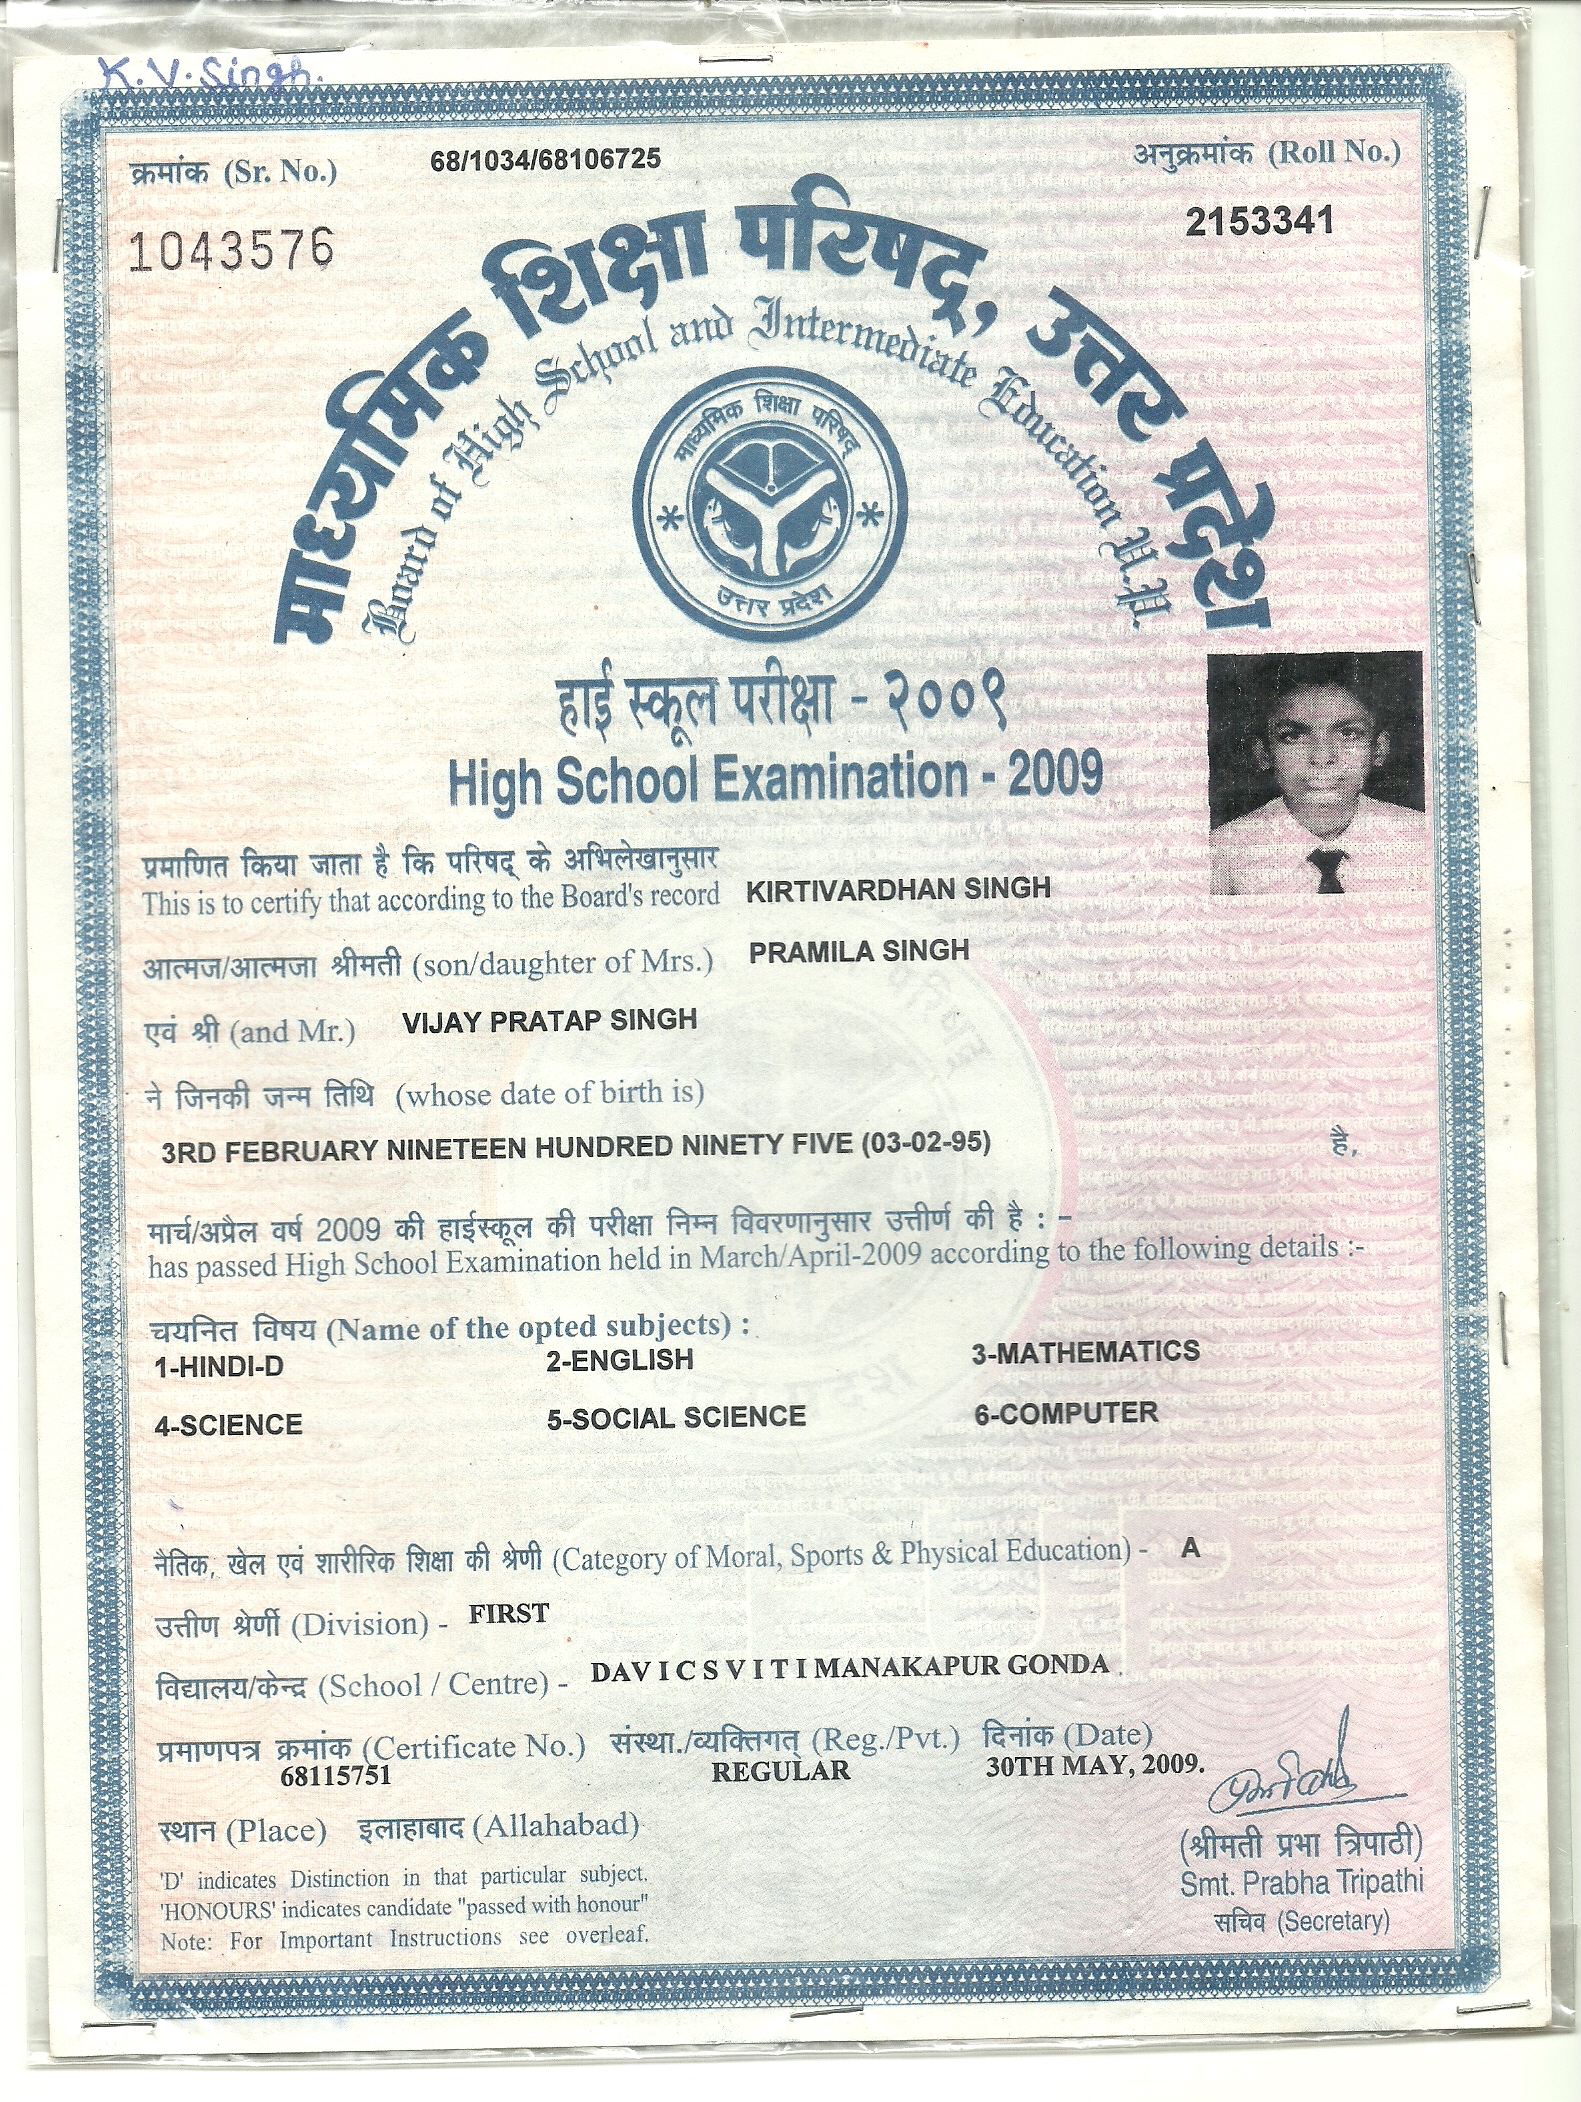 K.V.Singh.
क्रमांक (Sr. No.) 68/1034/68106725 अनुक्रमांक (Roll No.)
1043576 2153341
माध्यमिक शिक्षा परिषद्, उत्तर प्रदेश
Board of High School and Intermediate Education U.P.
माध्यमिक शिक्षा परिषद्
उत्तर प्रदेश
हाई स्कूल परीक्षा - २००९
High School Examination - 2009
प्रमाणित किया जाता है कि परिषद् के अभिलेखानुसार
This is to certify that according to the Board's record KIRTIVARDHAN SINGH
आत्मज/आत्मजा श्रीमती (son/daughter of Mrs.) PRAMILA SINGH
एवं श्री (and Mr.) VIJAY PRATAP SINGH
ने जिनकी जन्म तिथि (whose date of birth is)
3RD FEBRUARY NINETEEN HUNDRED NINETY FIVE (03-02-95) है,
मार्च/अप्रैल वर्ष 2009 की हाईस्कूल की परीक्षा निम्न विवरणानुसार उत्तीर्ण की है : -
has passed High School Examination held in March/April-2009 according to the following details :-
चयनित विषय (Name of the opted subjects) :
1-HINDI-D 2-ENGLISH 3-MATHEMATICS
4-SCIENCE 5-SOCIAL SCIENCE 6-COMPUTER
नैतिक, खेल एवं शारीरिक शिक्षा की श्रेणी (Category of Moral, Sports & Physical Education) - A
उत्तीण श्रेर्णी (Division) - FIRST
विद्यालय/केन्द्र (School / Centre) - DAV I C S V I T I MANAKAPUR GONDA
प्रमाणपत्र क्रमांक (Certificate No.) संस्था./व्यक्तिगत् (Reg./Pvt.) दिनांक (Date)
68115751 REGULAR 30TH MAY, 2009.
स्थान (Place) इलाहाबाद (Allahabad)
(श्रीमती प्रभा त्रिपाठी)
'D' indicates Distinction in that particular subject.
Smt. Prabha Tripathi
'HONOURS' indicates candidate "passed with honour"
सचिव (Secretary)
Note: For Important Instructions see overleaf.